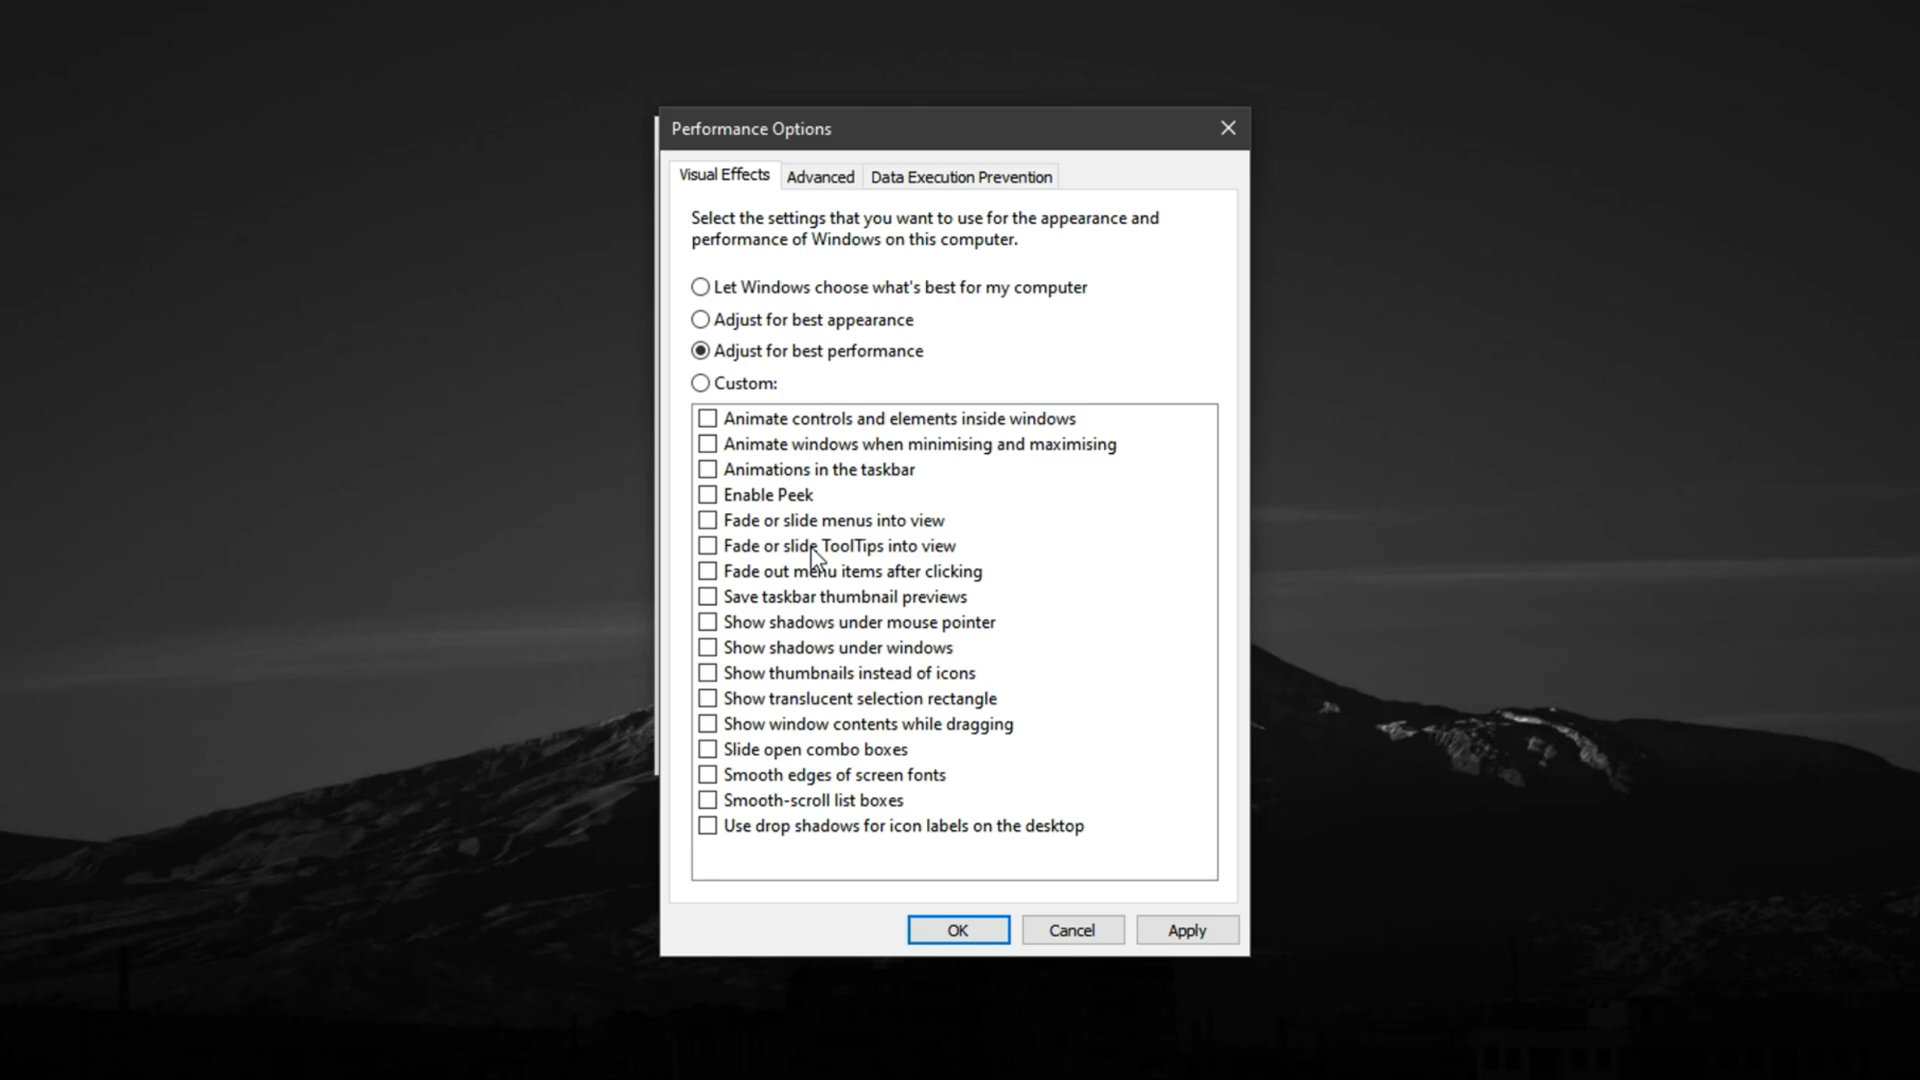 Performance Options
Visual Effects
Advanced
Data Execution Prevention
Select the settings that you want to use for the appearance and
performance of Windows on this computer.
Let Windows choose what's best for my computer
Adjust for best appearance
Adjust for best performance
Custom:
Animate controls and elements inside windows
Animate windows when minimising and maximising
Animations in the taskbar
Enable Peek
Fade or slide menus into view
Fade or slide ToolTips into view
Fade out menu items after clicking
Save taskbar thumbnail previews
Show shadows under mouse pointer
Show shadows under windows
Show thumbnails instead of icons
Show translucent selection rectangle
Show window contents while dragging
Slide open combo boxes
Smooth edges of screen fonts
Smooth-scroll list boxes
Use drop shadows for icon labels on the desktop
OK
Cancel
Apply